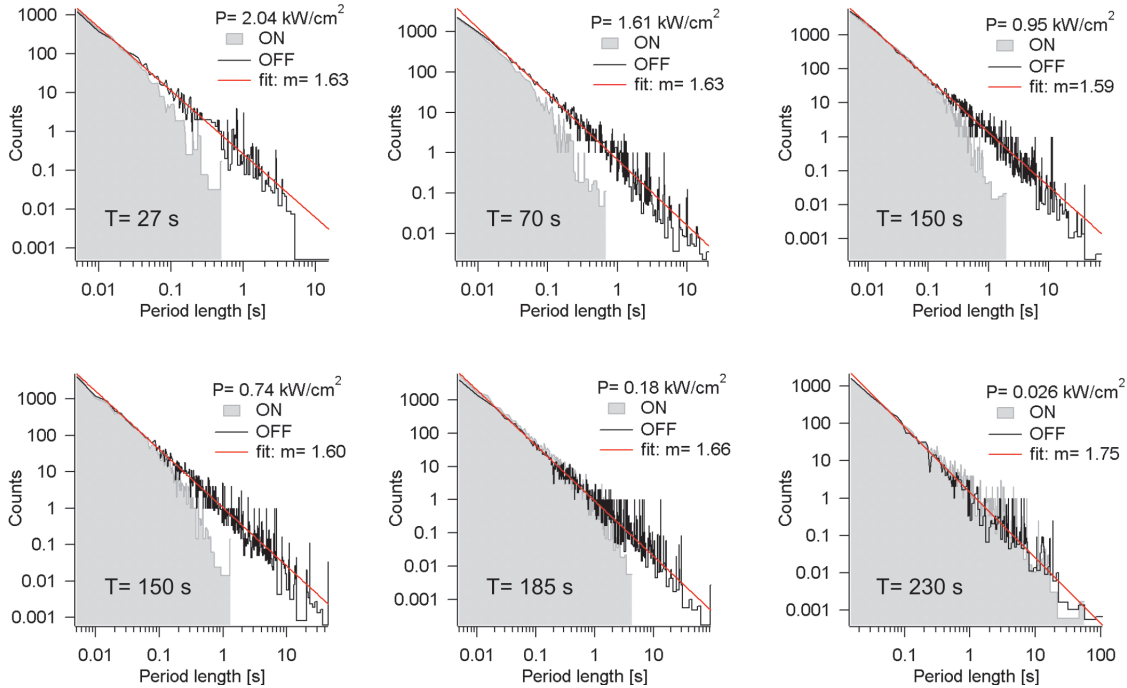 P= 2.04 kW/cm2
ON
OFF
fit: m= 1.63
1000
100
10
1
0.1
0.01
0.001
Counts
T= 27 s
0.01 0.1 1 10
Period length [s]
P= 1.61 kW/cm2
ON
OFF
fit: m= 1.63
1000
100
10
1
0.1
0.01
Counts
T= 70 s
0.01 0.1 1 10
Period length [s]
P= 0.95 kW/cm2
ON
OFF
fit: m=1.59
1000
100
10
1
0.1
0.01
0.001
Counts
T= 150 s
0.01 0.1 1 10
Period length [s]
P= 0.74 kW/cm2
ON
OFF
fit: m= 1.60
1000
100
10
1
0.1
0.01
0.001
Counts
T= 150 s
0.01 0.1 1 10
Period length [s]
P= 0.18 kW/cm2
ON
OFF
fit: m= 1.66
1000
100
10
1
0.1
0.01
0.001
Counts
T= 185 s
0.01 0.1 1 10
Period length [s]
P= 0.026 kW/cm2
ON
OFF
fit: m= 1.75
1000
100
10
1
0.1
0.01
0.001
Counts
T= 230 s
0.1 1 10 100
Period length [s]